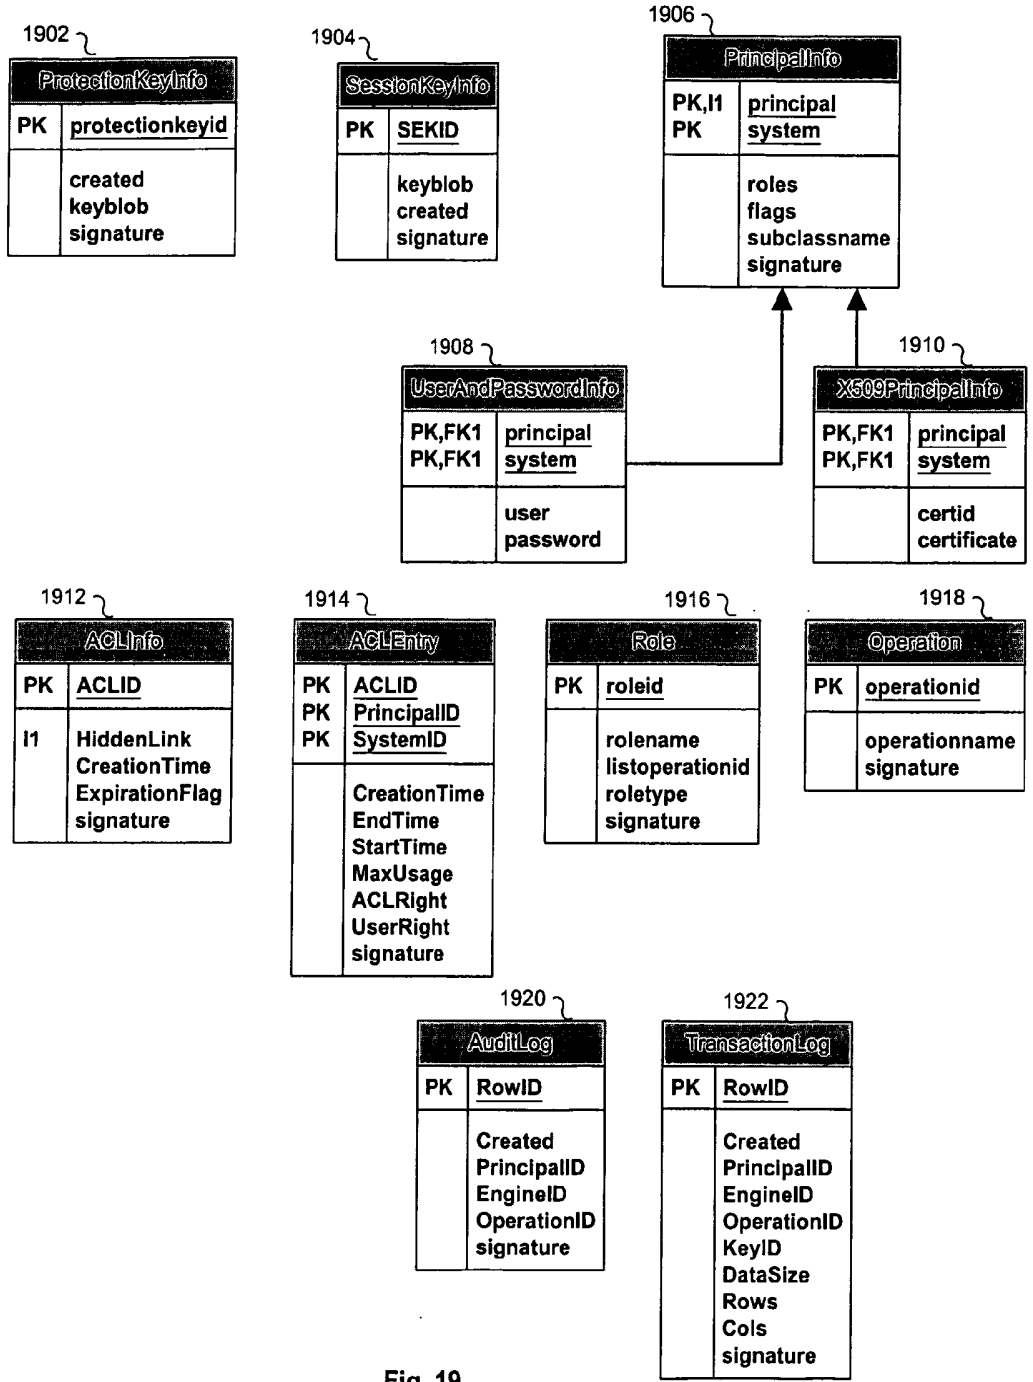 1902
ProtectionKeyInfo
PK protectionkeyid
created
keyblob
signature
1904
SessionKeyInfo
PK SEKID
keyblob
created
signature
1906
PrincipalInfo
PK,I1 principal
PK system
roles
flags
subclassname
signature
1908
UserAndPasswordInfo
PK,FK1 principal
PK,FK1 system
user
password
1910
X509PrincipalInfo
PK,FK1 principal
PK,FK1 system
certid
certificate
1912
ACLInfo
PK ACLID
I1 HiddenLink
CreationTime
ExpirationFlag
signature
1914
ACLEntry
PK ACLID
PK PrincipalID
PK SystemID
CreationTime
EndTime
StartTime
MaxUsage
ACLRight
UserRight
signature
1916
Role
PK roleid
rolename
listoperationid
roletype
signature
1918
Operation
PK operationid
operationname
signature
1920
AuditLog
PK RowID
Created
PrincipalID
EngineID
OperationID
signature
1922
TransactionLog
PK RowID
Created
PrincipalID
EngineID
OperationID
KeyID
DataSize
Rows
Cols
signature
Fig. 19